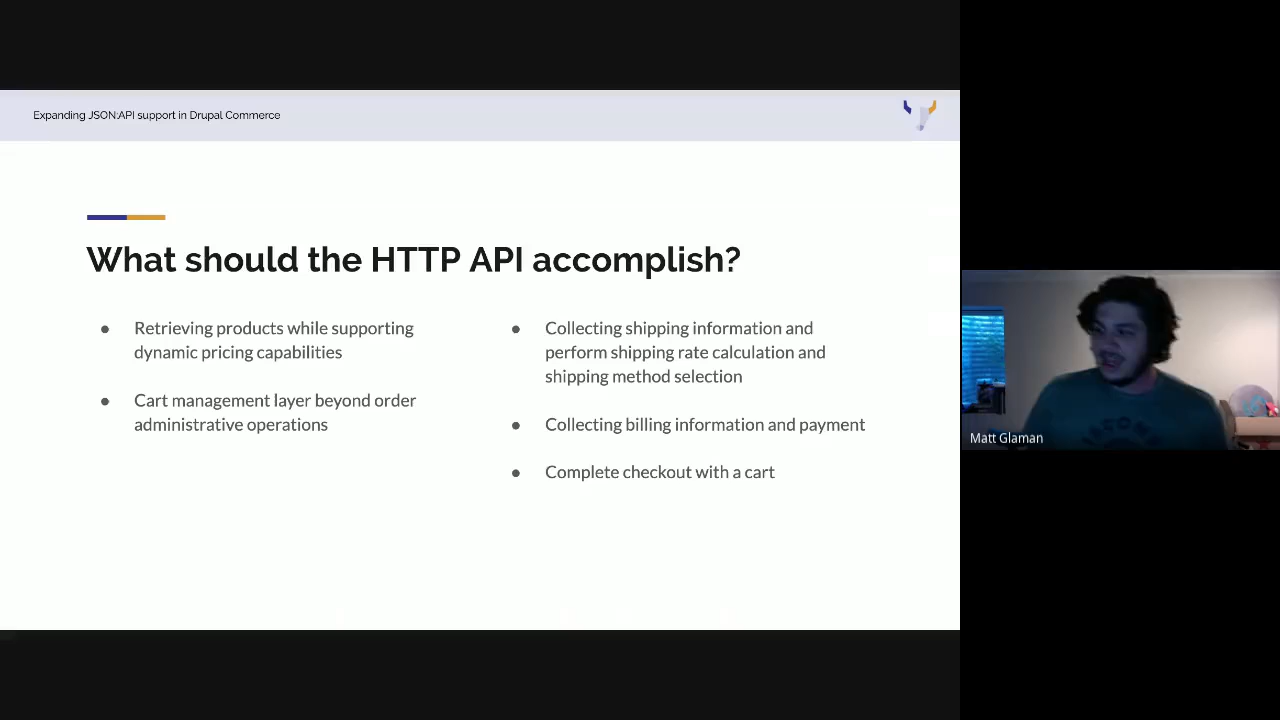 Expanding JSON:API support in Drupal Commerce
What should the HTTP API accomplish?
● Retrieving products while supporting
dynamic pricing capabilities
● Cart management layer beyond order
administrative operations
● Collecting shipping information and
perform shipping rate calculation and
shipping method selection
● Collecting billing information and payment
● Complete checkout with a cart
Matt Glaman